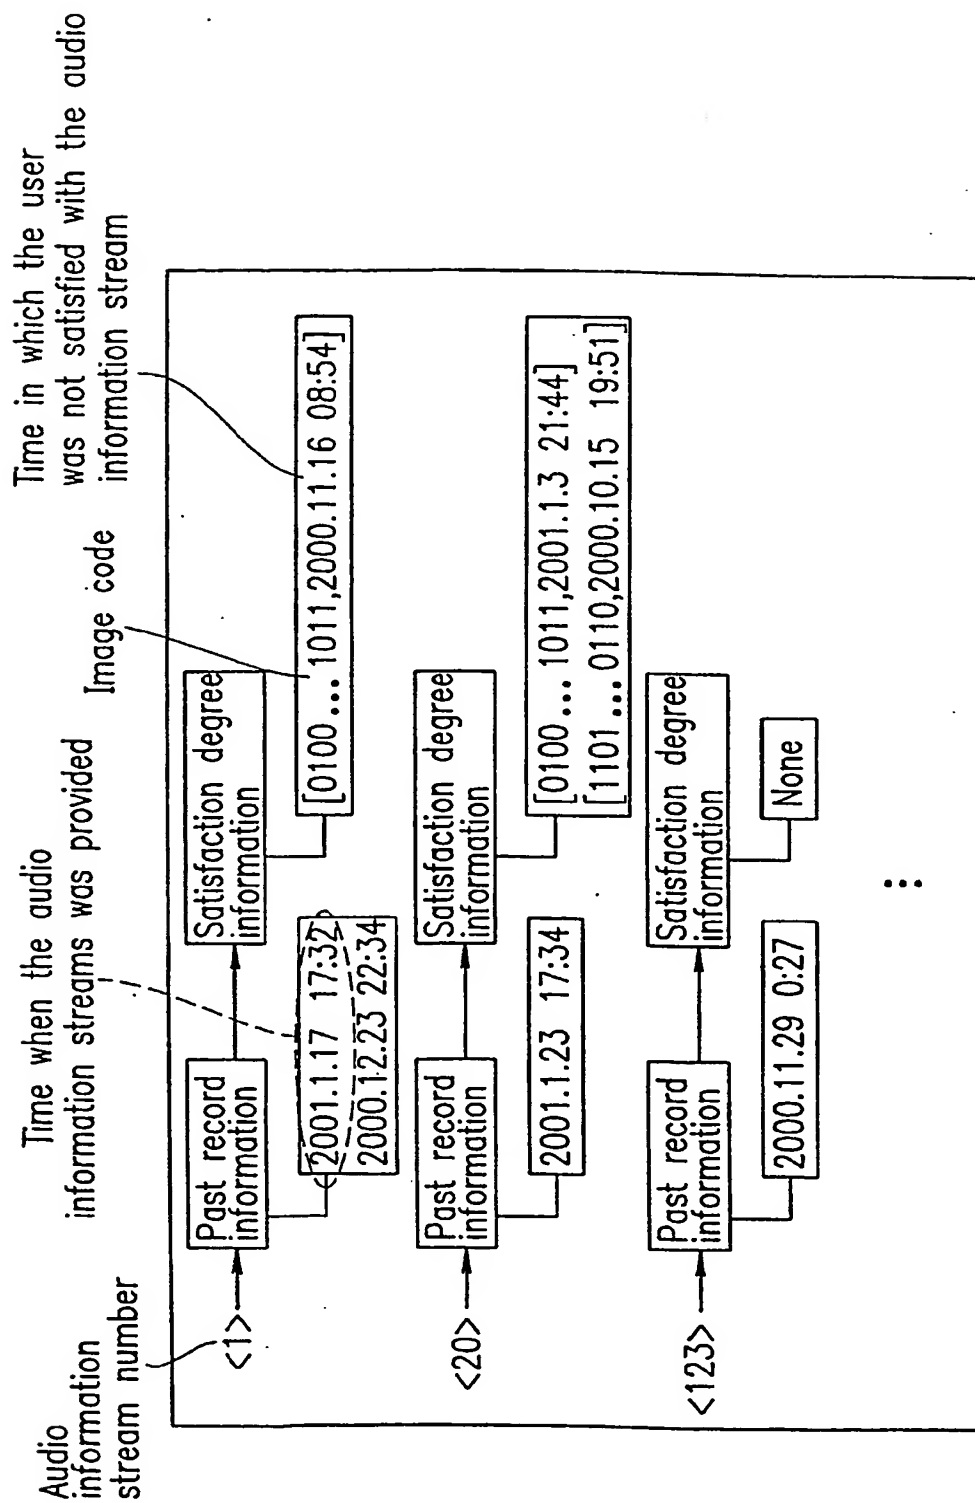 Audio
information
stream number
Time when the audio
information streams was provided
Image code
Time in which the user
was not satisfied with the audio
information stream
<1>
Past record
information
2001.1.17 17:32
2000.12.23 22:34
Satisfaction degree
information
[0100 ... 1011,2000.11.16 08:54]
<20>
Past record
information
2001.1.23 17:34
Satisfaction degree
information
[0100 ... 1011,2001.1.3 21:44]
[1101 ... 0110,2000.10.15 19:51]
<123>
Past record
information
2000.11.29 0:27
Satisfaction degree
information
None
...